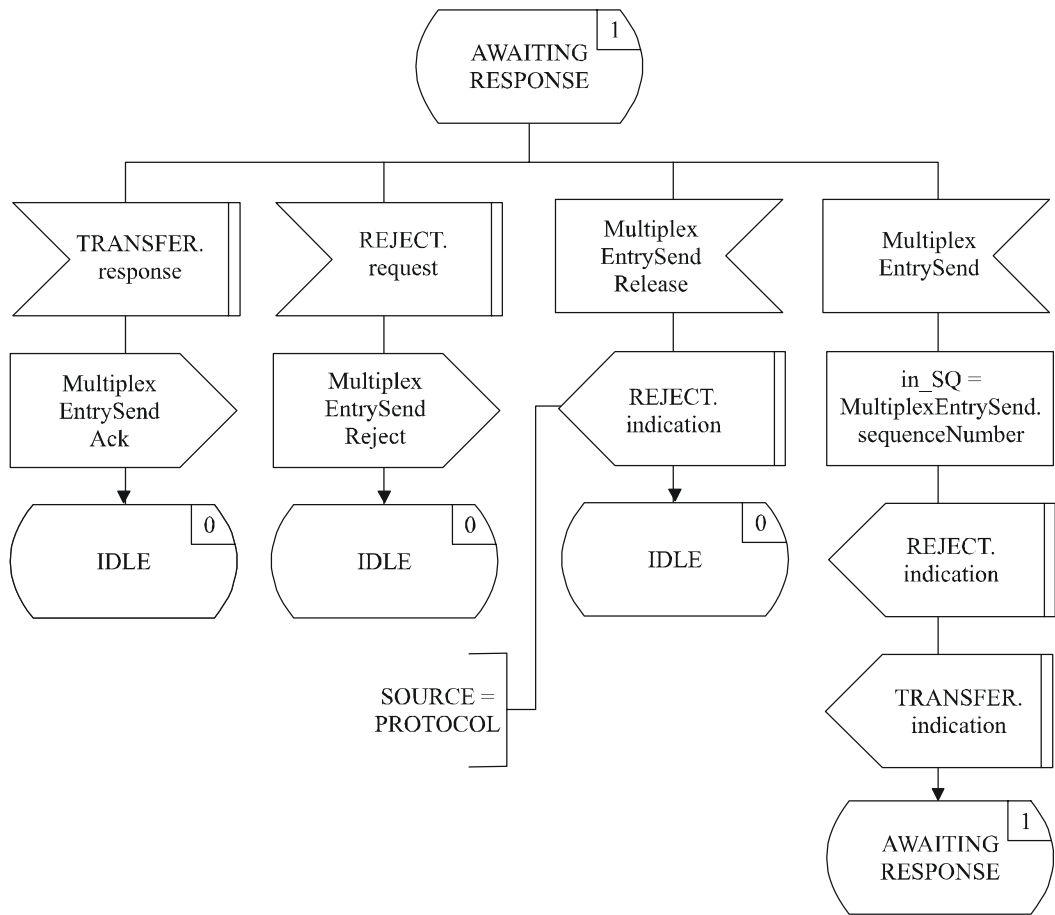 1
AWAITING
RESPONSE
TRANSFER.
response
REJECT.
request
Multiplex
EntrySend
Release
Multiplex
EntrySend
Multiplex
EntrySend
Ack
Multiplex
EntrySend
Reject
REJECT.
indication
in_SQ =
MultiplexEntrySend.
sequenceNumber
0
IDLE
0
IDLE
0
IDLE
REJECT.
indication
SOURCE =
PROTOCOL
TRANSFER.
indication
1
AWAITING
RESPONSE